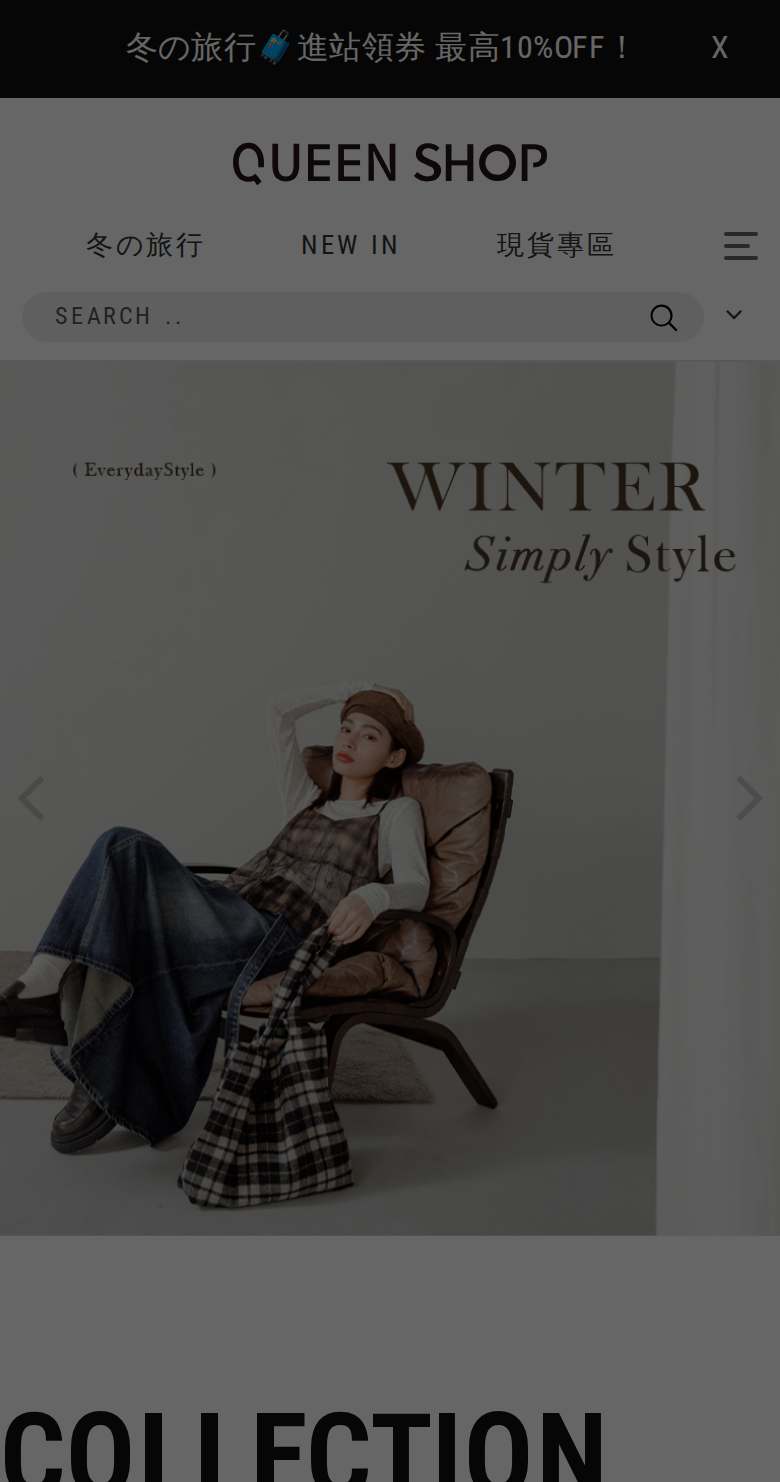 冬の旅行🧳進站領券 最高10%OFF！ X
QUEEN SHOP
冬の旅行 NEW IN 現貨專區
SEARCH ..
( EverydayStyle )
WINTER
Simply Style
COLLECTION